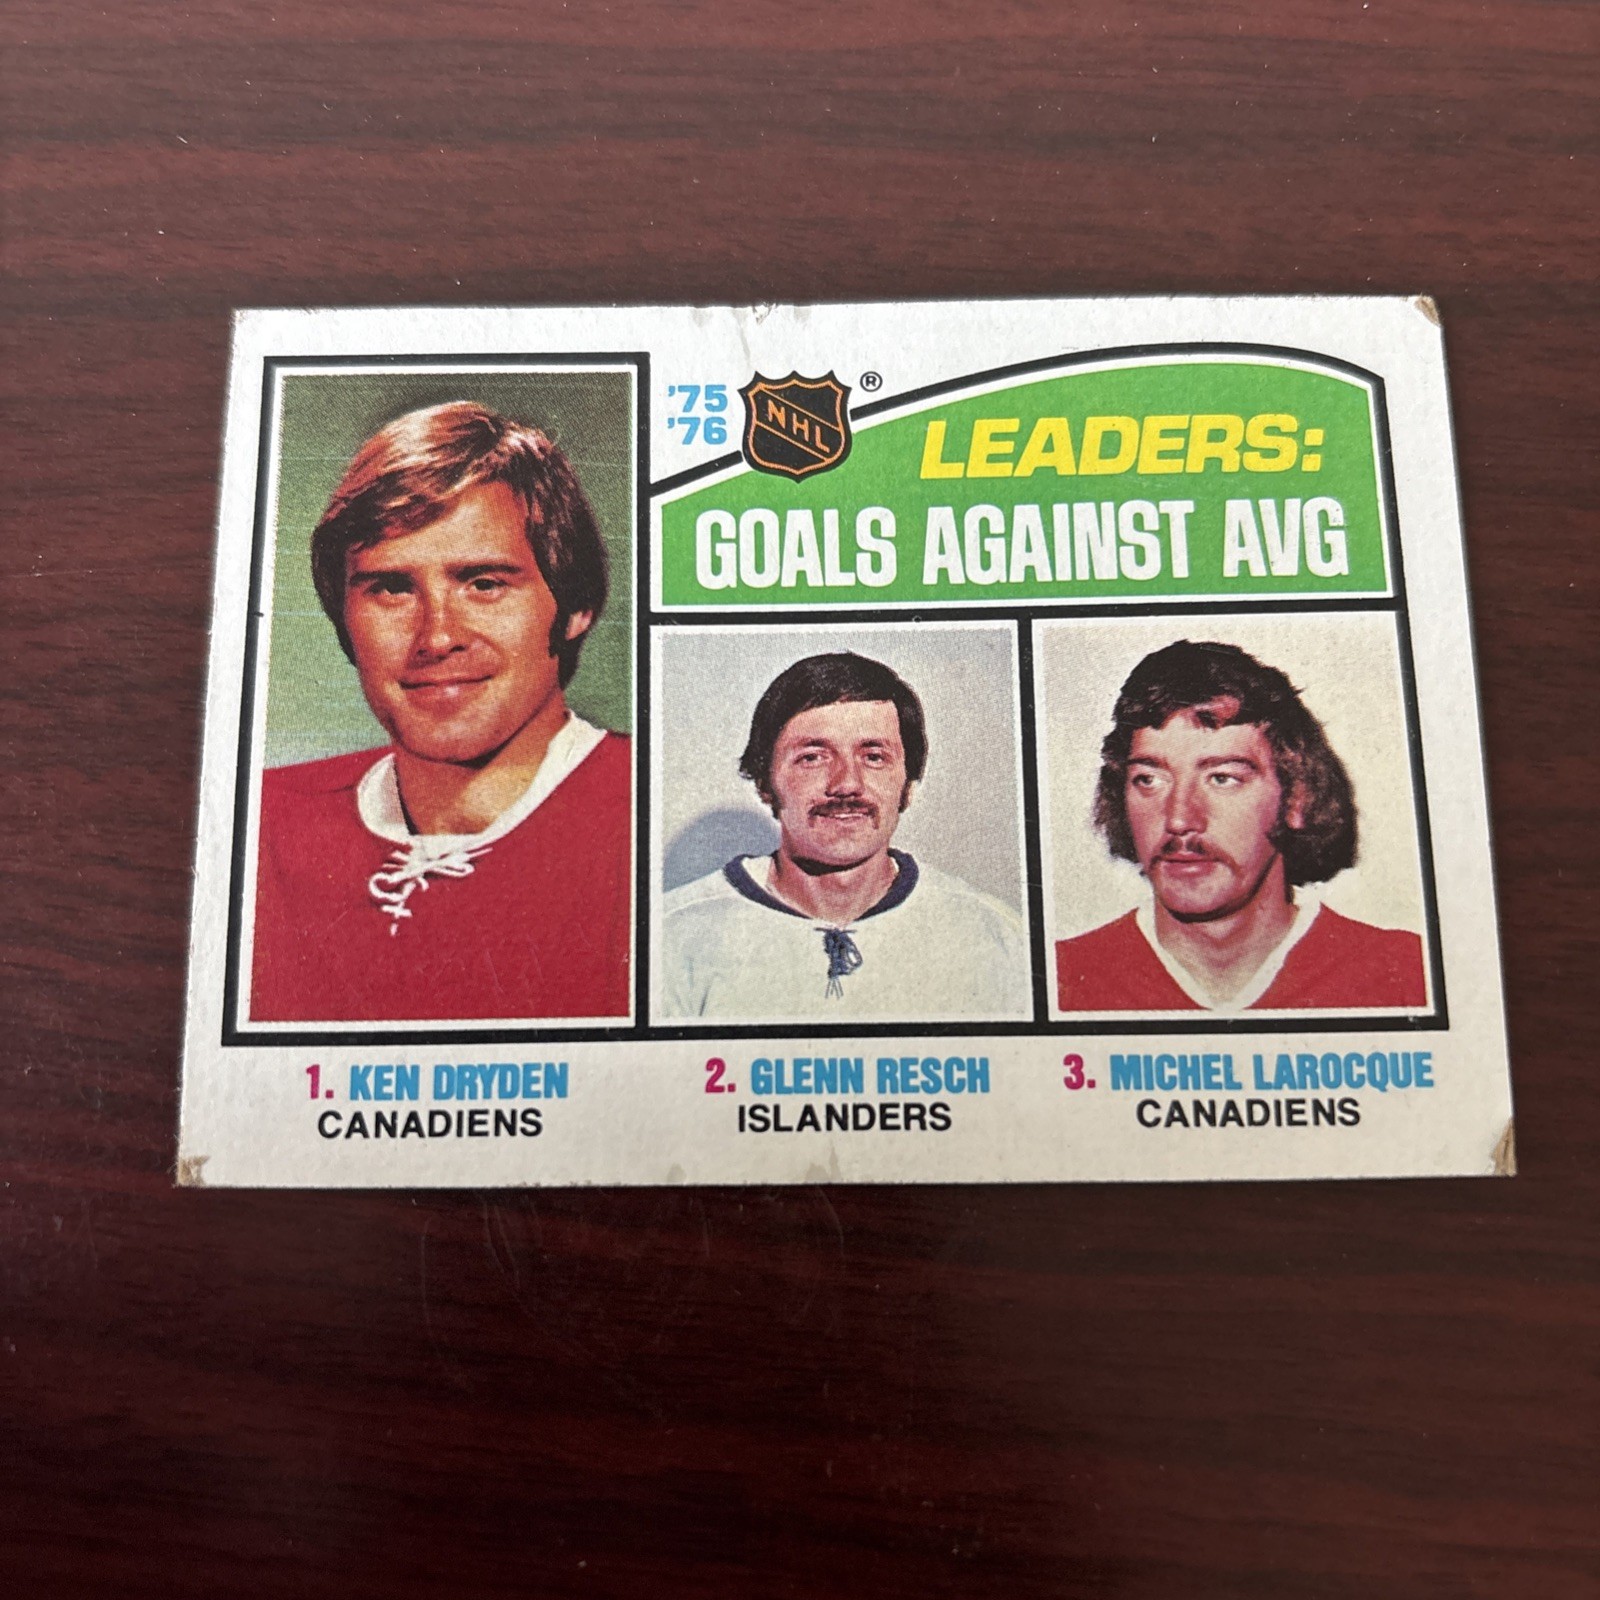 '75
'76
NHL
®
LEADERS:
GOALS AGAINST AVG
1. KEN DRYDEN
CANADIENS
2. GLENN RESCH
ISLANDERS
3. MICHEL LAROCQUE
CANADIENS